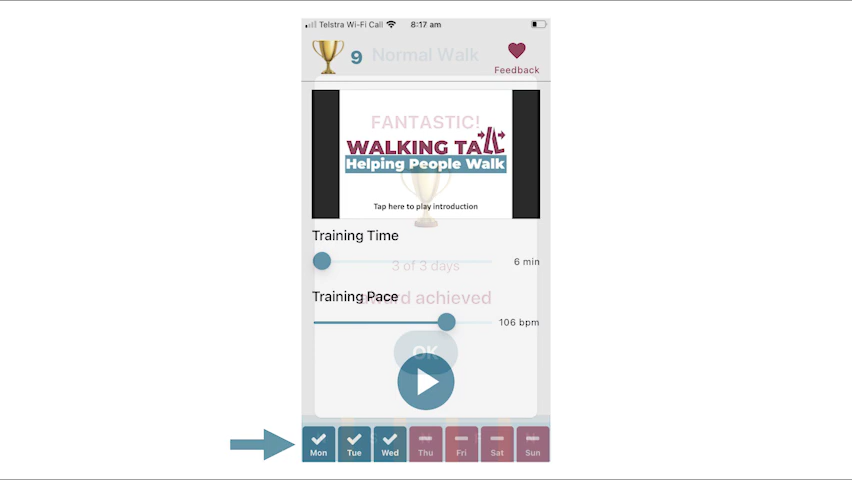 Telstra Wi-Fi Call
8:17 am
9
Normal Walk
Feedback
FANTASTIC!
WALKING TALL
Helping People Walk
Tap here to play introduction
Training Time
6 min
3 of 3 days
Training Pace
award achieved
106 bpm
OK
Mon Tue Wed Thu Fri Sat Sun